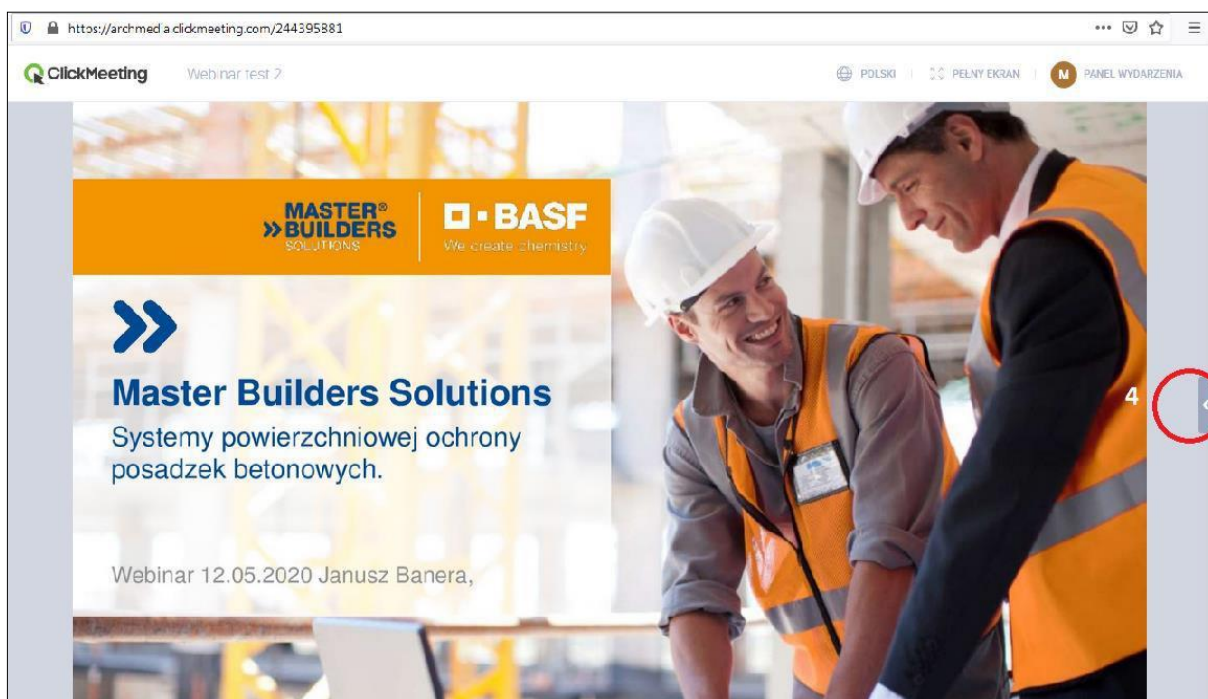 https://archmedia.clickmeeting.com/244395881
ClickMeeting
Webinar test 2
POLSKI
PEŁNY EKRAN
M
PANEL WYDARZENIA
MASTER®
BUILDERS
SOLUTIONS
BASF
We create chemistry
Master Builders Solutions
Systemy powierzchniowej ochrony
posadzek betonowych.
4
Webinar 12.05.2020 Janusz Banera,